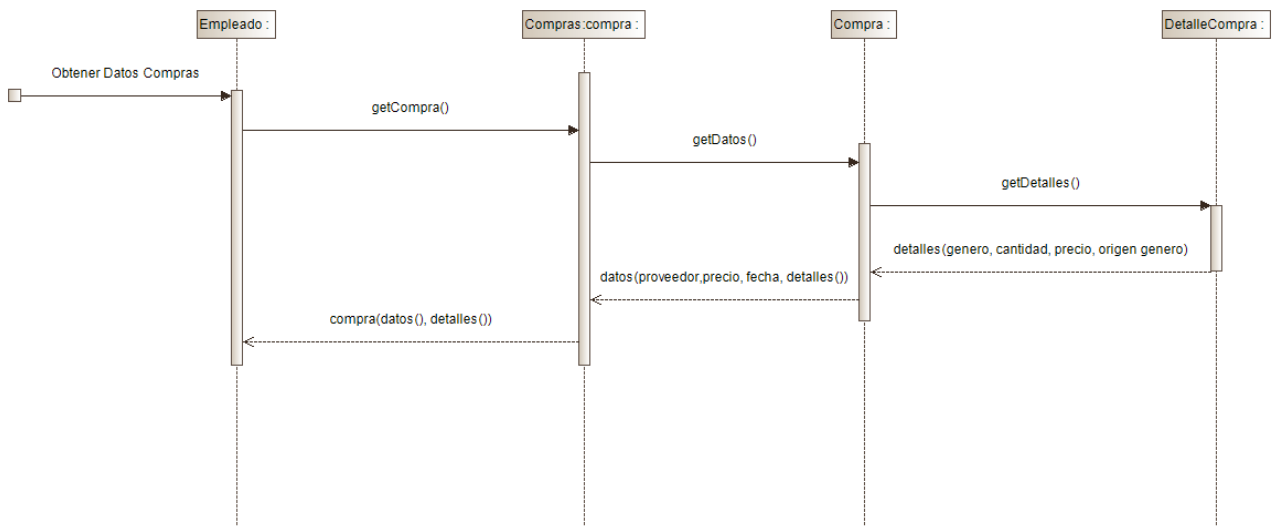 Empleado :
Compras:compra :
Compra :
DetalleCompra :
Obtener Datos Compras
getCompra()
getDatos()
getDetalles()
detalles(genero, cantidad, precio, origen genero)
datos(proveedor,precio, fecha, detalles())
compra(datos(), detalles())